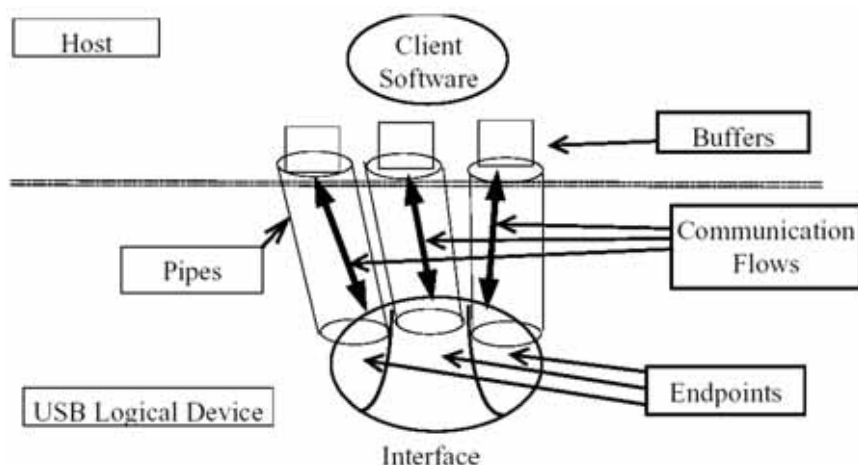 Host
Client
Software
Buffers
Communication
Flows
Pipes
Endpoints
USB Logical Device
Interface